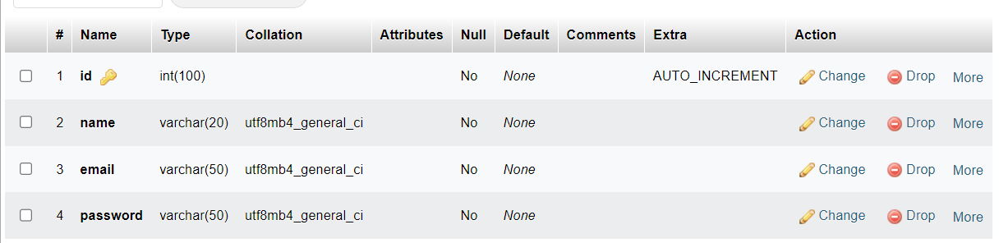 # Name Type Collation Attributes Null Default Comments Extra Action
1 id int(100) No None AUTO_INCREMENT Change Drop More
2 name varchar(20) utf8mb4_general_ci No None Change Drop More
3 email varchar(50) utf8mb4_general_ci No None Change Drop More
4 password varchar(50) utf8mb4_general_ci No None Change Drop More